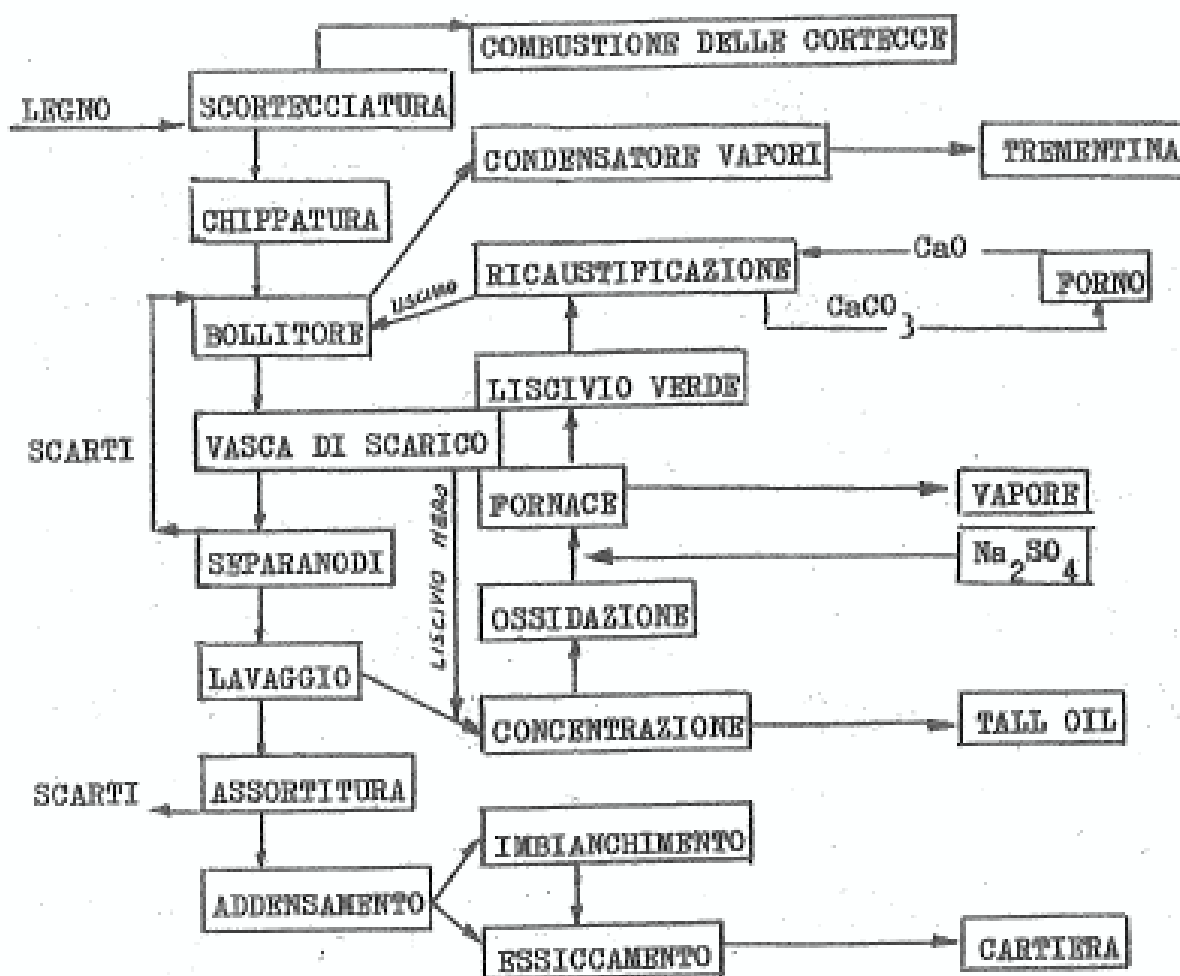 COMBUSTIONE DELLE CORTECCE
LEGNO
SCORTECCIATURA
CONDENSATORE VAPORI
TREMENTINA
CHIPPATURA
RICAUSTIFICAZIONE
CaO
FORNO
CaCO3
LISCIVIO
BOLLITORE
LISCIVIO VERDE
SCARTI
VASCA DI SCARICO
FORNACE
VAPORE
LISCIVIO NERO
SEPARANODI
Na2SO4
OSSIDAZIONE
LAVAGGIO
CONCENTRAZIONE
TALL OIL
SCARTI
ASSORTITURA
IMBIANCHIMENTO
ADDENSAMENTO
ESSICCAMENTO
CARTIERA